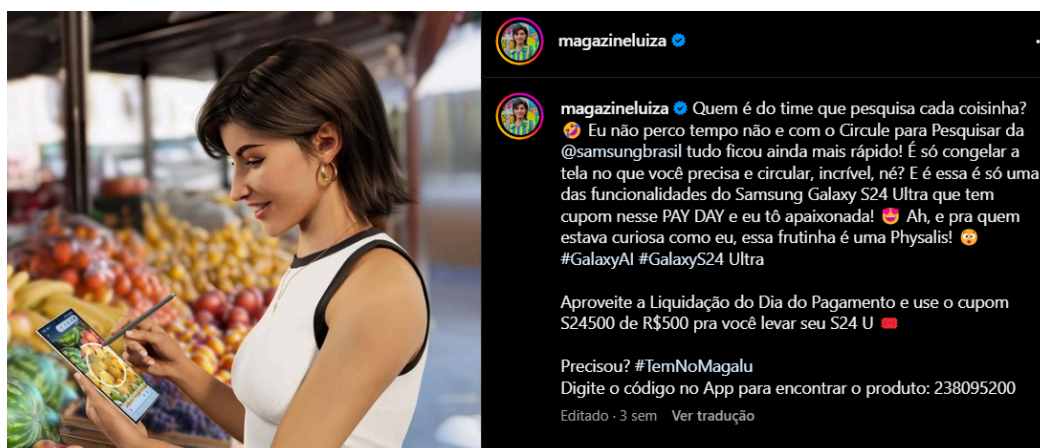 magazineluiza
magazineluiza Quem é do time que pesquisa cada coisinha?
🤣 Eu não perco tempo não e com o Circule para Pesquisar da
@samsungbrasil tudo ficou ainda mais rápido! É só congelar a
tela no que você precisa e circular, incrível, né? E é essa é só uma
das funcionalidades do Samsung Galaxy S24 Ultra que tem
cupom nesse PAY DAY e eu tô apaixonada! 😍 Ah, e pra quem
estava curiosa como eu, essa frutinha é uma Physalis! 😲
#GalaxyAI #GalaxyS24 Ultra
Aproveite a Liquidação do Dia do Pagamento e use o cupom
S24500 de R$500 pra você levar seu S24 U 🎟️
Precisou? #TemNoMagalu
Digite o código no App para encontrar o produto: 238095200
Editado · 3 sem Ver tradução